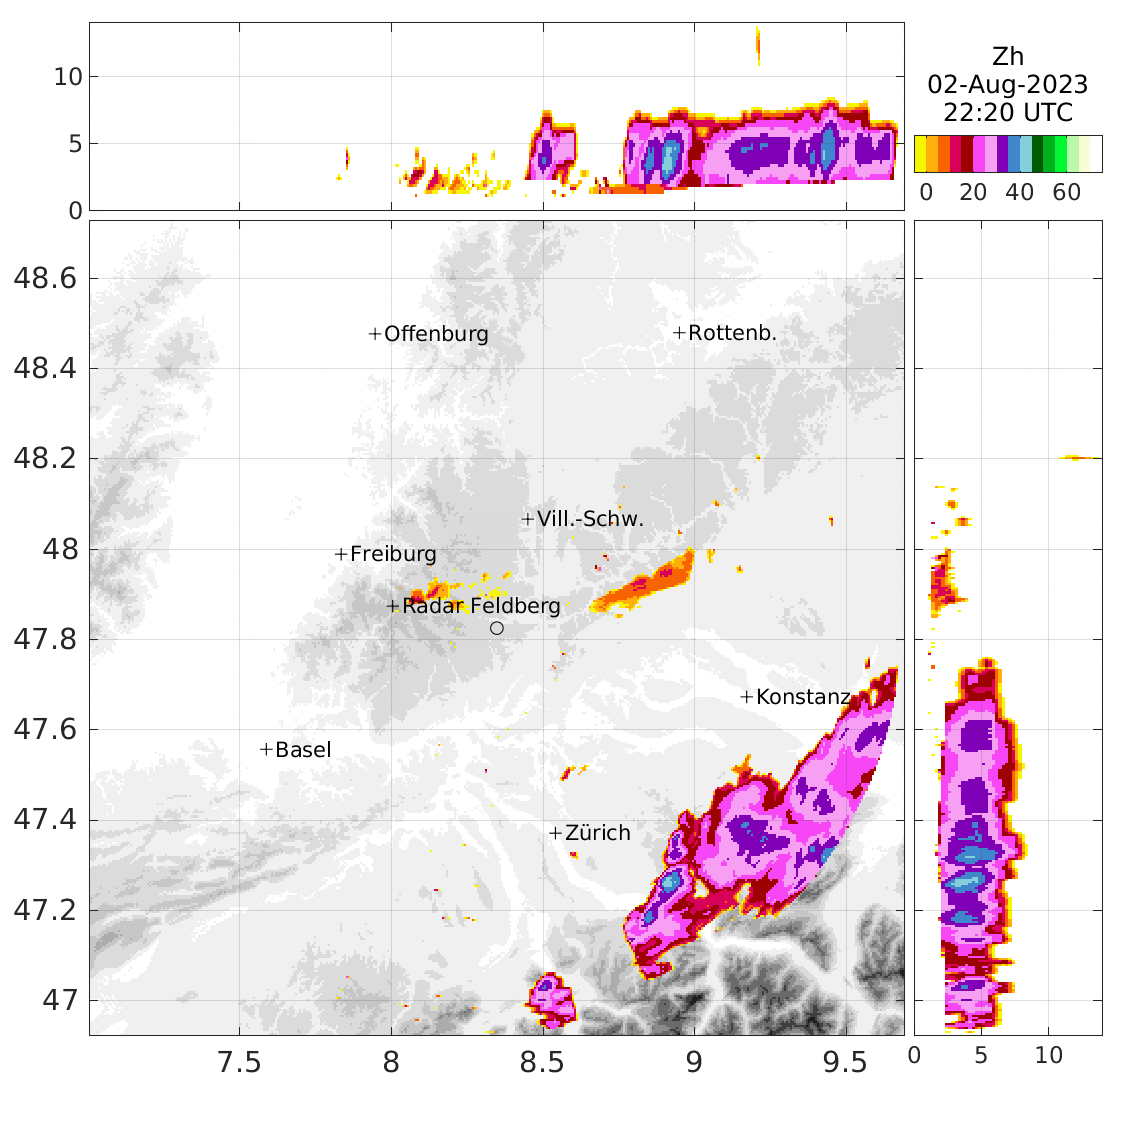 10
5
0
Zh
02-Aug-2023
22:20 UTC
0 20 40 60
48.6
48.4
48.2
48
47.8
47.6
47.4
47.2
47
+Offenburg
+Rottenb.
+Vill.-Schw.
+Freiburg
+Radar Feldberg
+Konstanz
+Basel
+Zürich
7.5 8 8.5 9 9.5
0 5 10